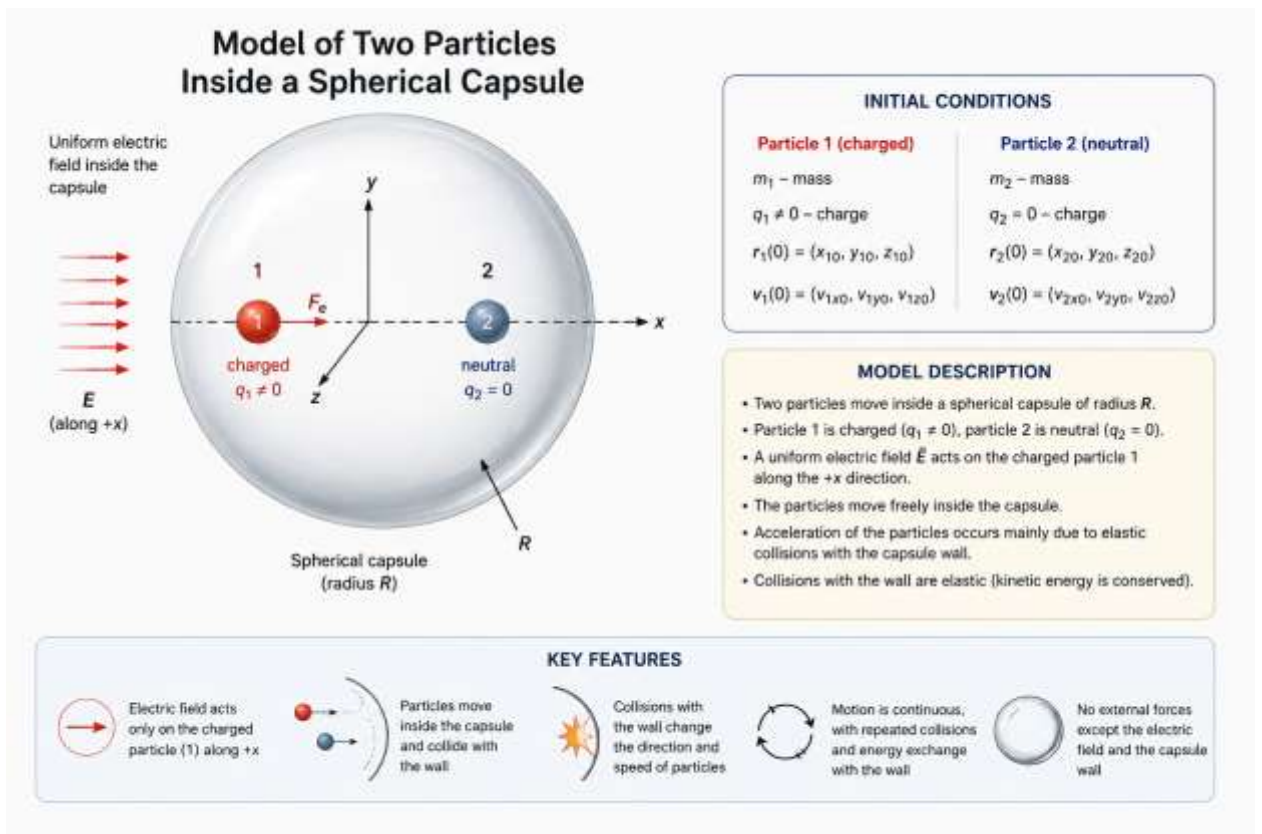 Model of Two Particles
Inside a Spherical Capsule
Uniform electric
field inside the
capsule
E
(along +x)
y
1
2
Fₑ
1
2
x
charged
q₁ ≠ 0
neutral
q₂ = 0
z
R
Spherical capsule
(radius R)
INITIAL CONDITIONS
Particle 1 (charged)
m₁ – mass
q₁ ≠ 0 – charge
r₁(0) = (x₁₀, y₁₀, z₁₀)
v₁(0) = (v₁ₓ₀, v₁y₀, v₁z₀)
Particle 2 (neutral)
m₂ – mass
q₂ = 0 – charge
r₂(0) = (x₂₀, y₂₀, z₂₀)
v₂(0) = (v₂ₓ₀, v₂y₀, v₂z₀)
MODEL DESCRIPTION
• Two particles move inside a spherical capsule of radius R.
• Particle 1 is charged (q₁ ≠ 0), particle 2 is neutral (q₂ = 0).
• A uniform electric field E⃗ acts on the charged particle 1
along the +x direction.
• The particles move freely inside the capsule.
• Acceleration of the particles occurs mainly due to elastic
collisions with the capsule wall.
• Collisions with the wall are elastic (kinetic energy is conserved).
KEY FEATURES
Electric field acts
only on the charged
particle (1) along +x
Particles move
inside the capsule
and collide with
the wall
Collisions with
the wall change
the direction and
speed of particles
Motion is continuous,
with repeated collisions
and energy exchange
with the wall
No external forces
except the electric
field and the capsule
wall